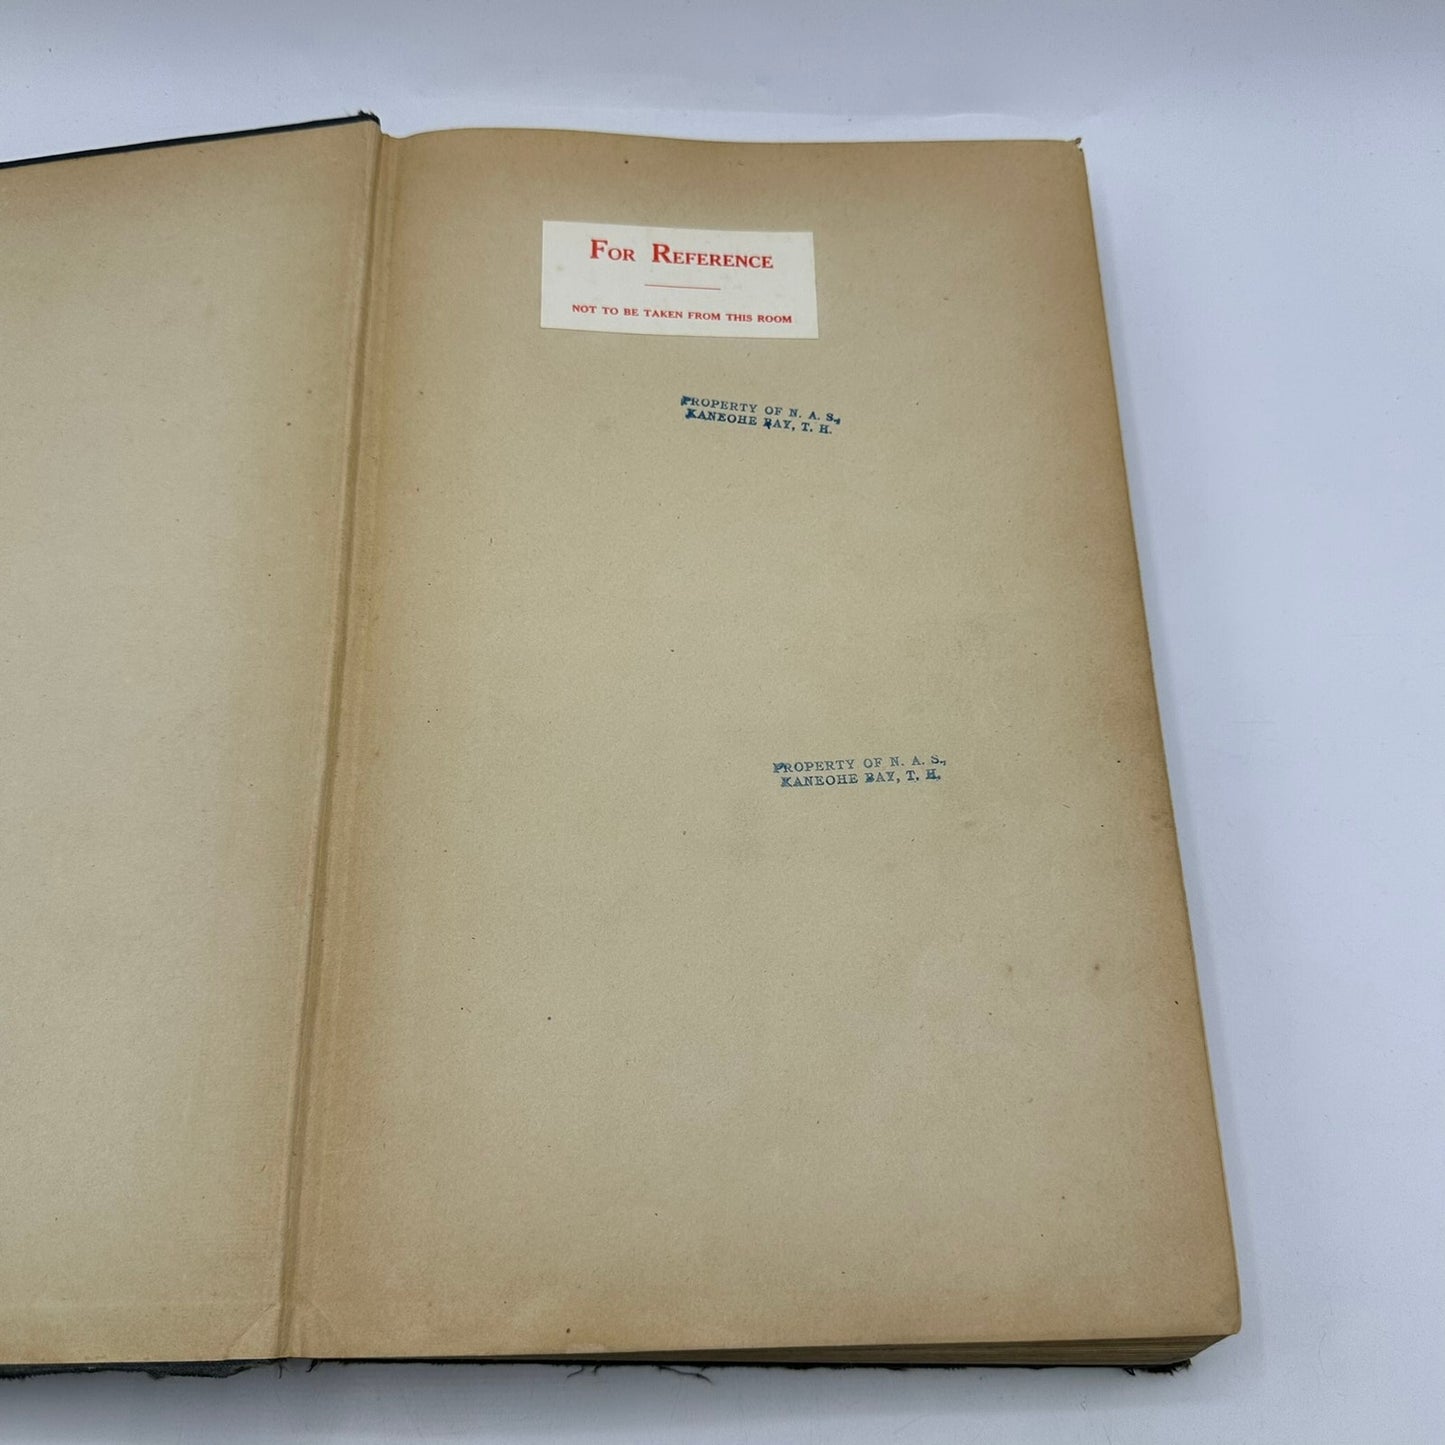 For Reference
NOT TO BE TAKEN FROM THIS ROOM
PROPERTY OF N. A. S.,
KANEOHE BAY, T. H.
PROPERTY OF N. A. S.,
KANEOHE BAY, T. H.